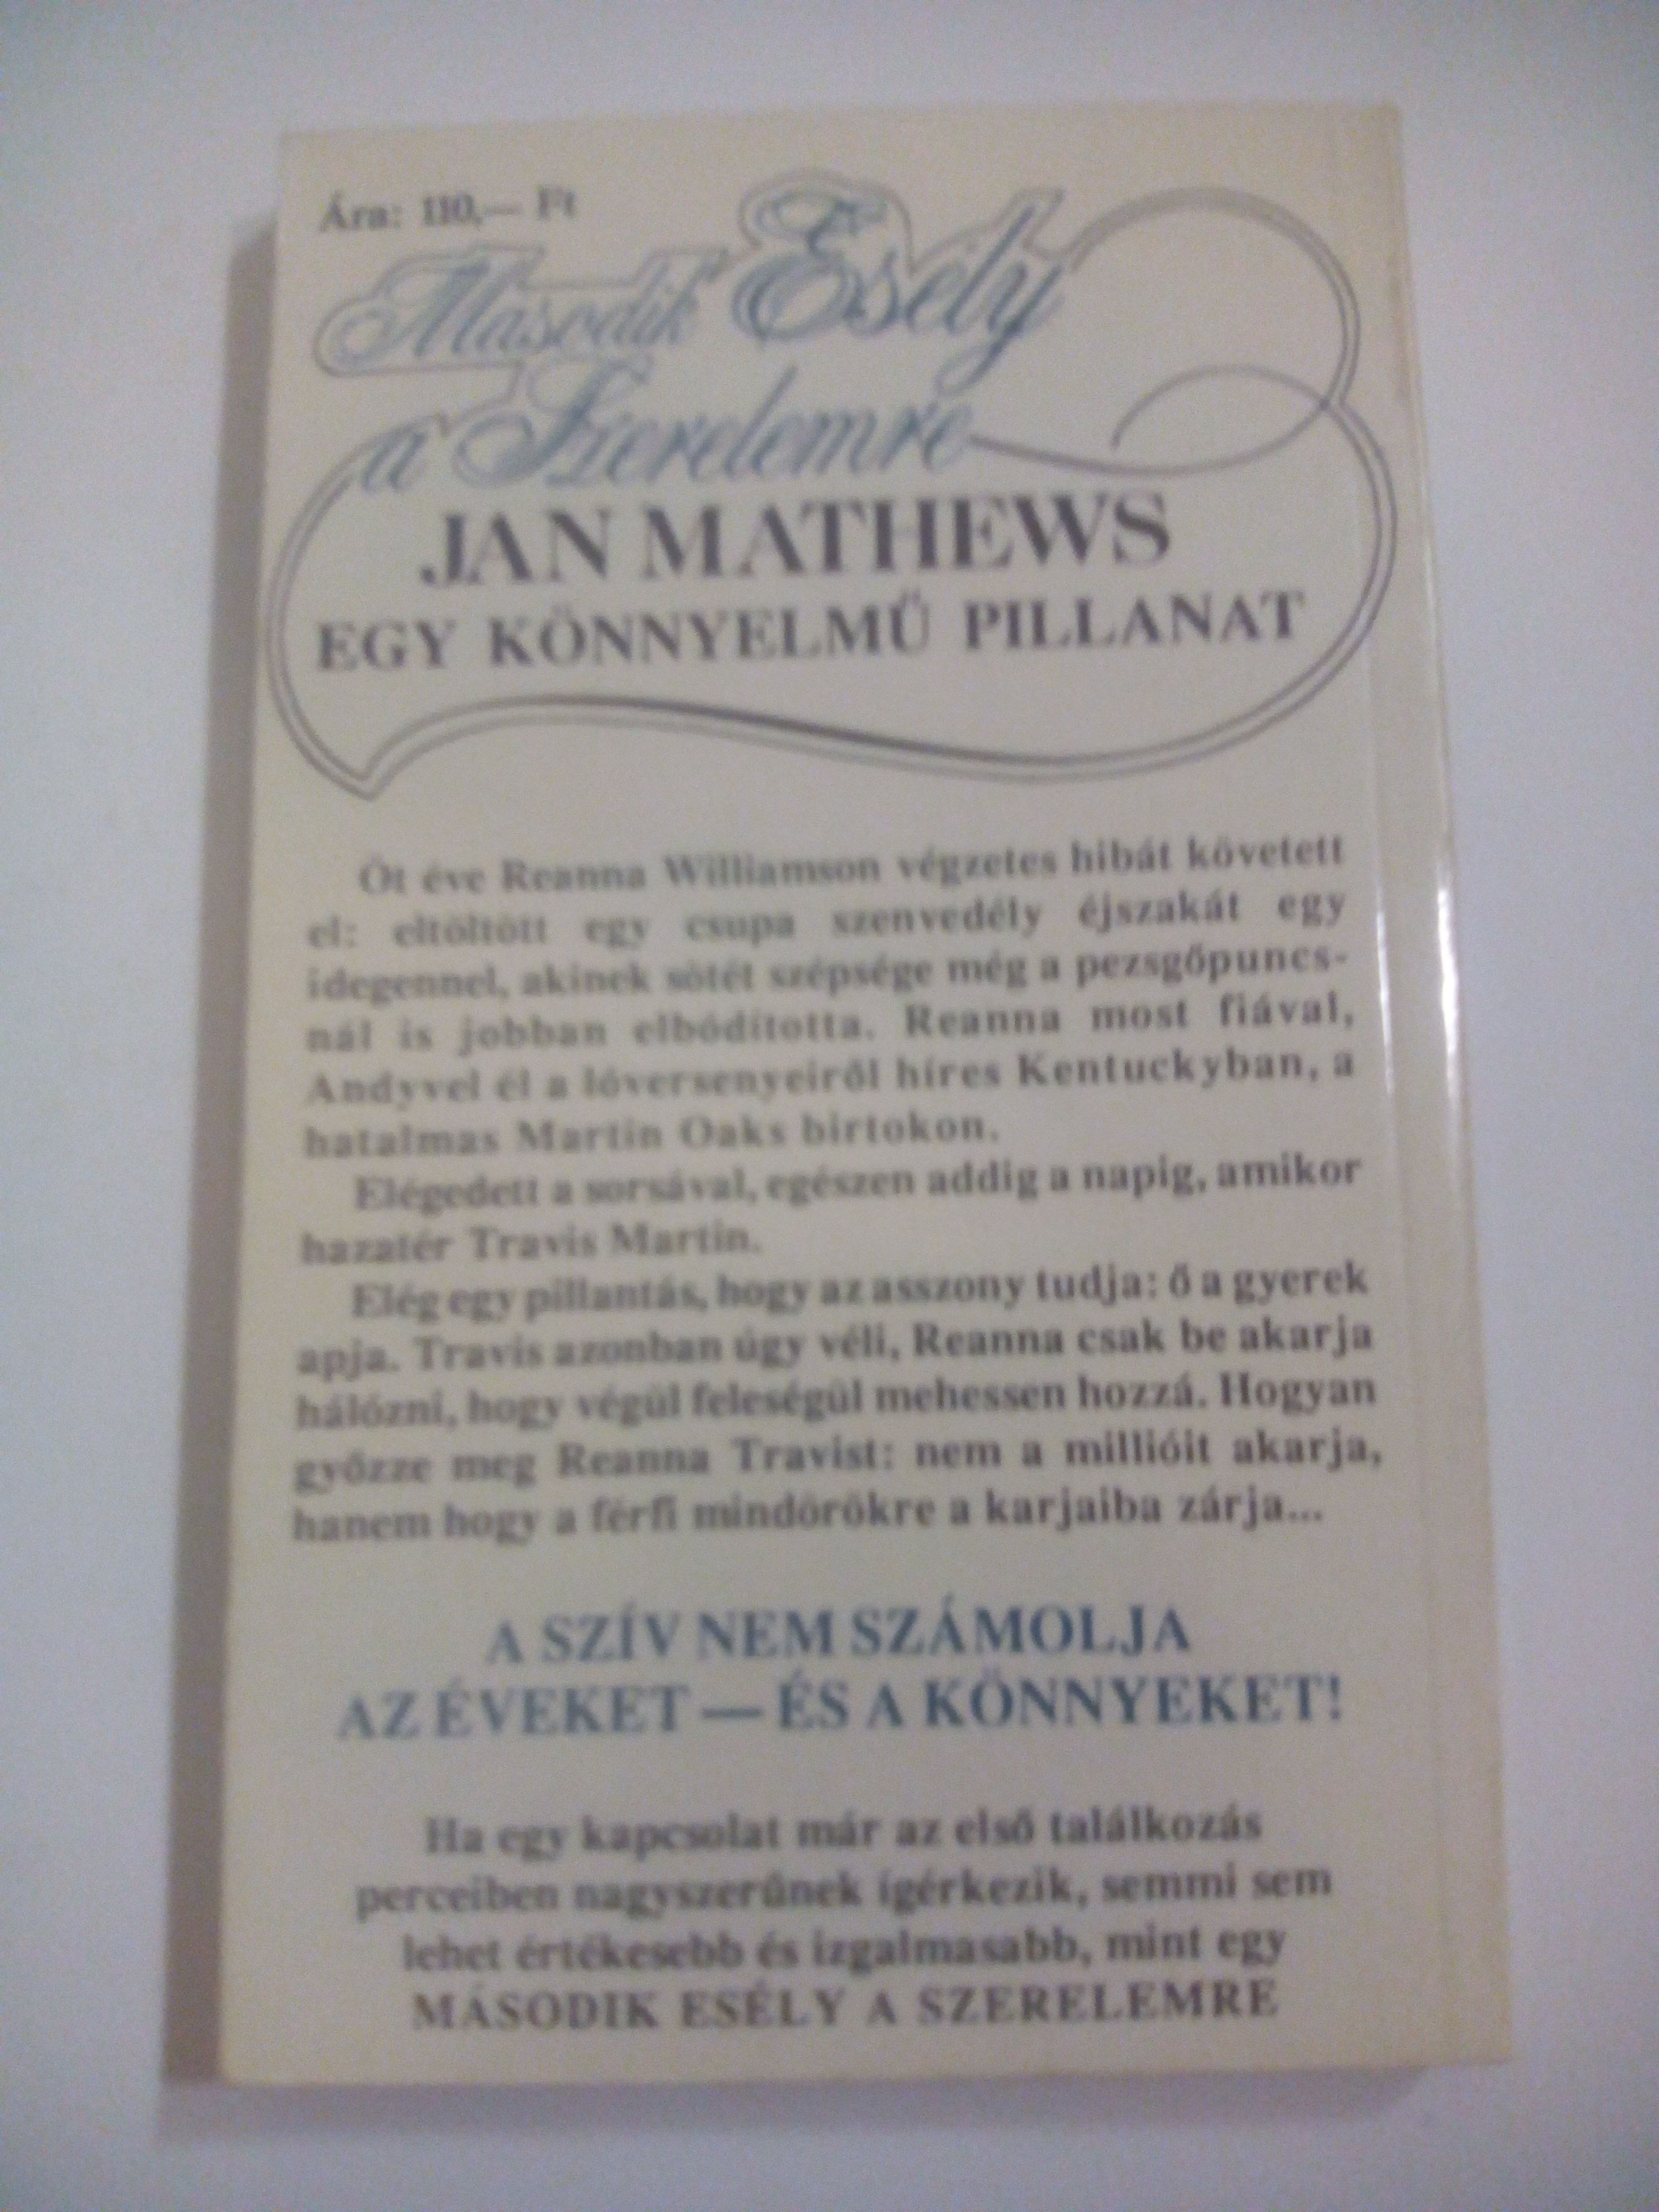 Ára: 110,— Ft
Második Esély
a Szerelemre
JAN MATHEWS
EGY KÖNNYELMŰ PILLANAT
Öt éve Reanna Williamson végzetes hibát követett
el: eltöltött egy csupa szenvedély éjszakát egy
idegennel, akinek sötét szépsége még a pezsgőpuncs-
nál is jobban elbódította. Reanna most fiával,
Andyvel él a lóversenyeiről híres Kentuckyban, a
hatalmas Martin Oaks birtokon.
Elégedett a sorsával, egészen addig a napig, amikor
hazatér Travis Martin.
Elég egy pillantás, hogy az asszony tudja: ő a gyerek
apja. Travis azonban úgy véli, Reanna csak be akarja
hálózni, hogy végül feleségül mehessen hozzá. Hogyan
győzze meg Reanna Travist: nem a millióit akarja,
hanem hogy a férfi mindörökre a karjaiba zárja...
A SZÍV NEM SZÁMOLJA
AZ ÉVEKET — ÉS A KÖNNYEKET!
Ha egy kapcsolat már az első találkozás
perceiben nagyszerűnek ígérkezik, semmi sem
lehet értékesebb és izgalmasabb, mint egy
MÁSODIK ESÉLY A SZERELEMRE